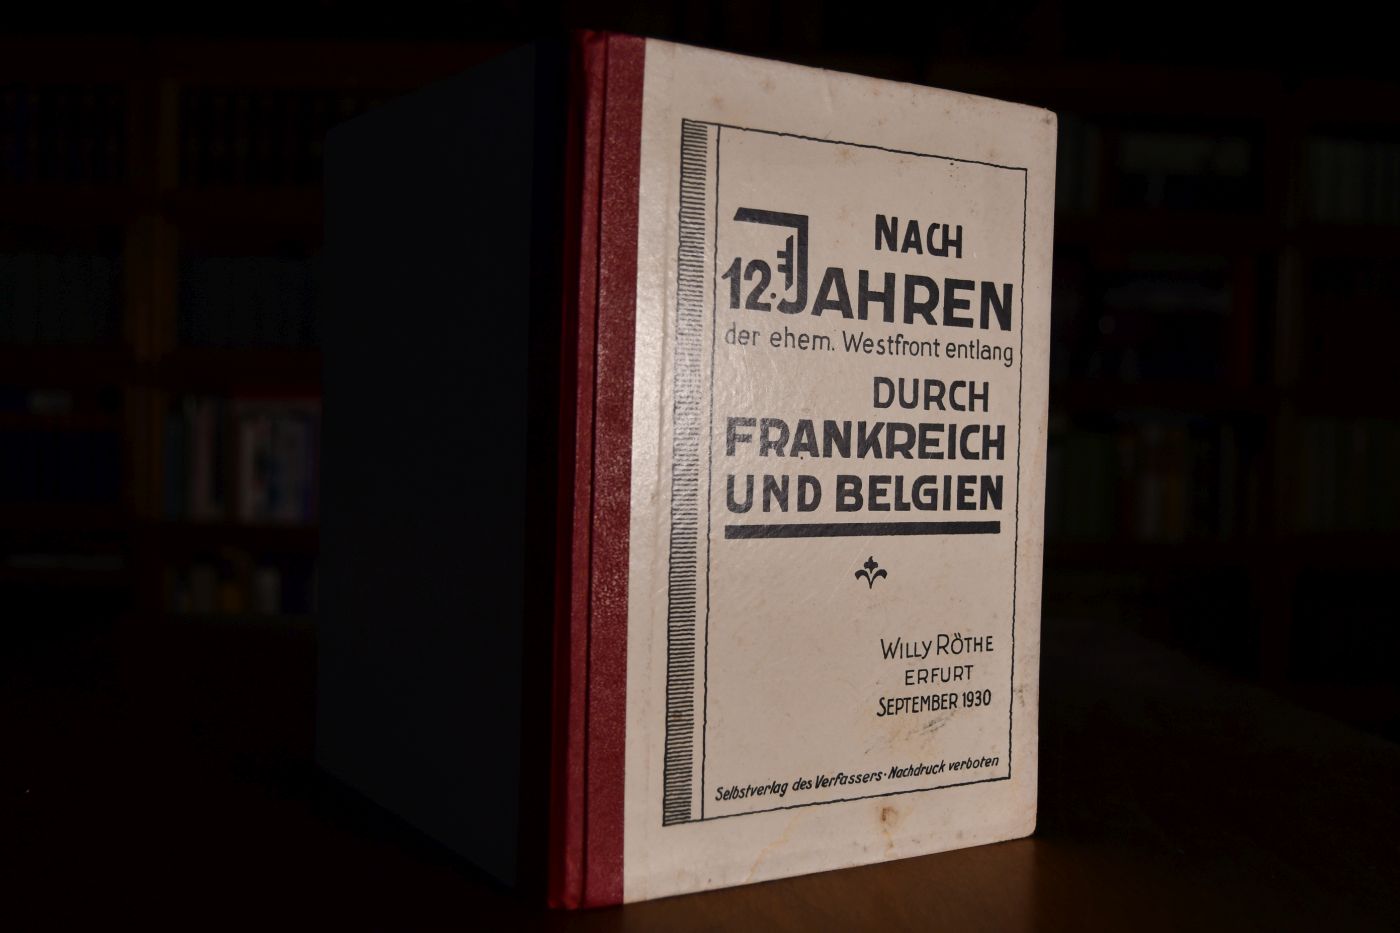 NACH
12. JAHREN
der ehem. Westfront entlang
DURCH
FRANKREICH
UND BELGIEN
WILLY RÖTHE
ERFURT
SEPTEMBER 1930
Selbstverlag des Verfassers · Nachdruck verboten